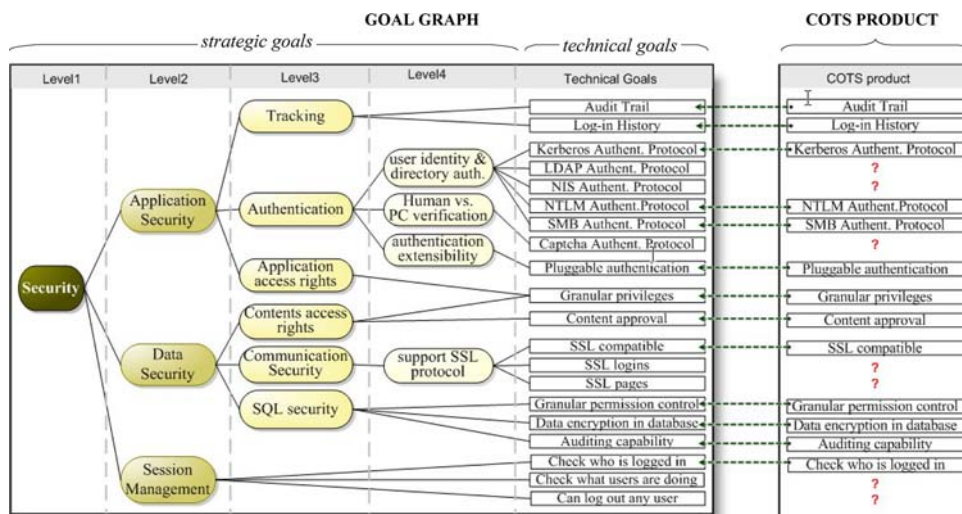 GOAL GRAPH
COTS PRODUCT
strategic goals
technical goals
Level1
Level2
Level3
Level4
Technical Goals
COTS product
Security
Application
Security
Data
Security
Session
Management
Tracking
Authentication
Application
access rights
Contents access
rights
Communication
Security
SQL security
user identity &
directory auth.
Human vs.
PC verification
authentication
extensibility
support SSL
protocol
Audit Trail
Log-in History
Kerberos Authent. Protocol
LDAP Authent. Protocol
NIS Authent. Protocol
NTLM Authent.Protocol
SMB Authent. Protocol
Captcha Authent. Protocol
Pluggable authentication
Granular privileges
Content approval
SSL compatible
SSL logins
SSL pages
Granular permission control
Data encryption in database
Auditing capability
Check who is logged in
Check what users are doing
Can log out any user
Audit Trail
Log-in History
Kerberos Authent. Protocol
?
?
NTLM Authent.Protocol
SMB Authent. Protocol
?
Pluggable authentication
Granular privileges
Content approval
SSL compatible
?
?
Granular permission control
Data encryption in database
Auditing capability
Check who is logged in
?
?